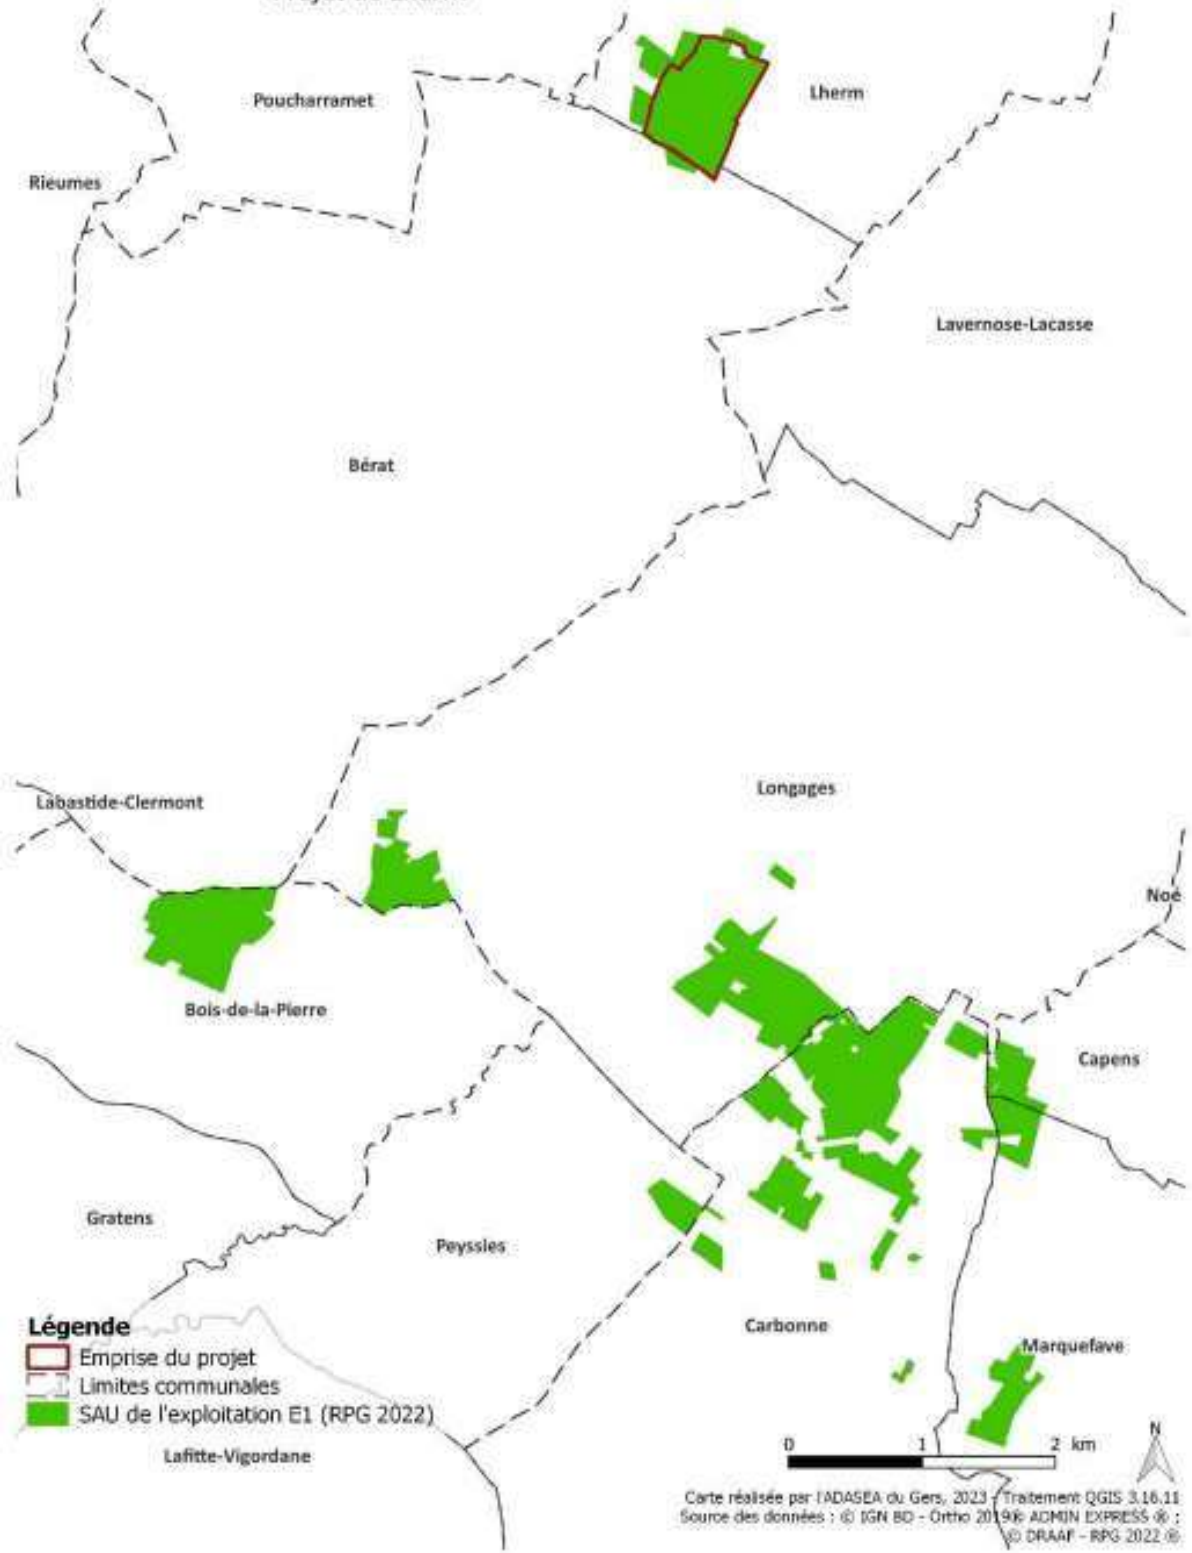 Poucharramet
Lherm
Rieumes
Lavernose-Lacasse
Bérat
Longages
Labastide-Clermont
Noé
Bois-de-la-Pierre
Capens
Gratens
Peyssies
Carbonne
Marquefave
Légende
Emprise du projet
Limites communales
SAU de l'exploitation E1 (RPG 2022)
Lafitte-Vigordane
0 1 2 km
N
Carte réalisée par l'ADASEA du Gers, 2023 - Traitement QGIS 3.16.11
Source des données : © IGN BD - Ortho 2019® ADMIN EXPRESS ® ;
© DRAAF - RPG 2022 ®